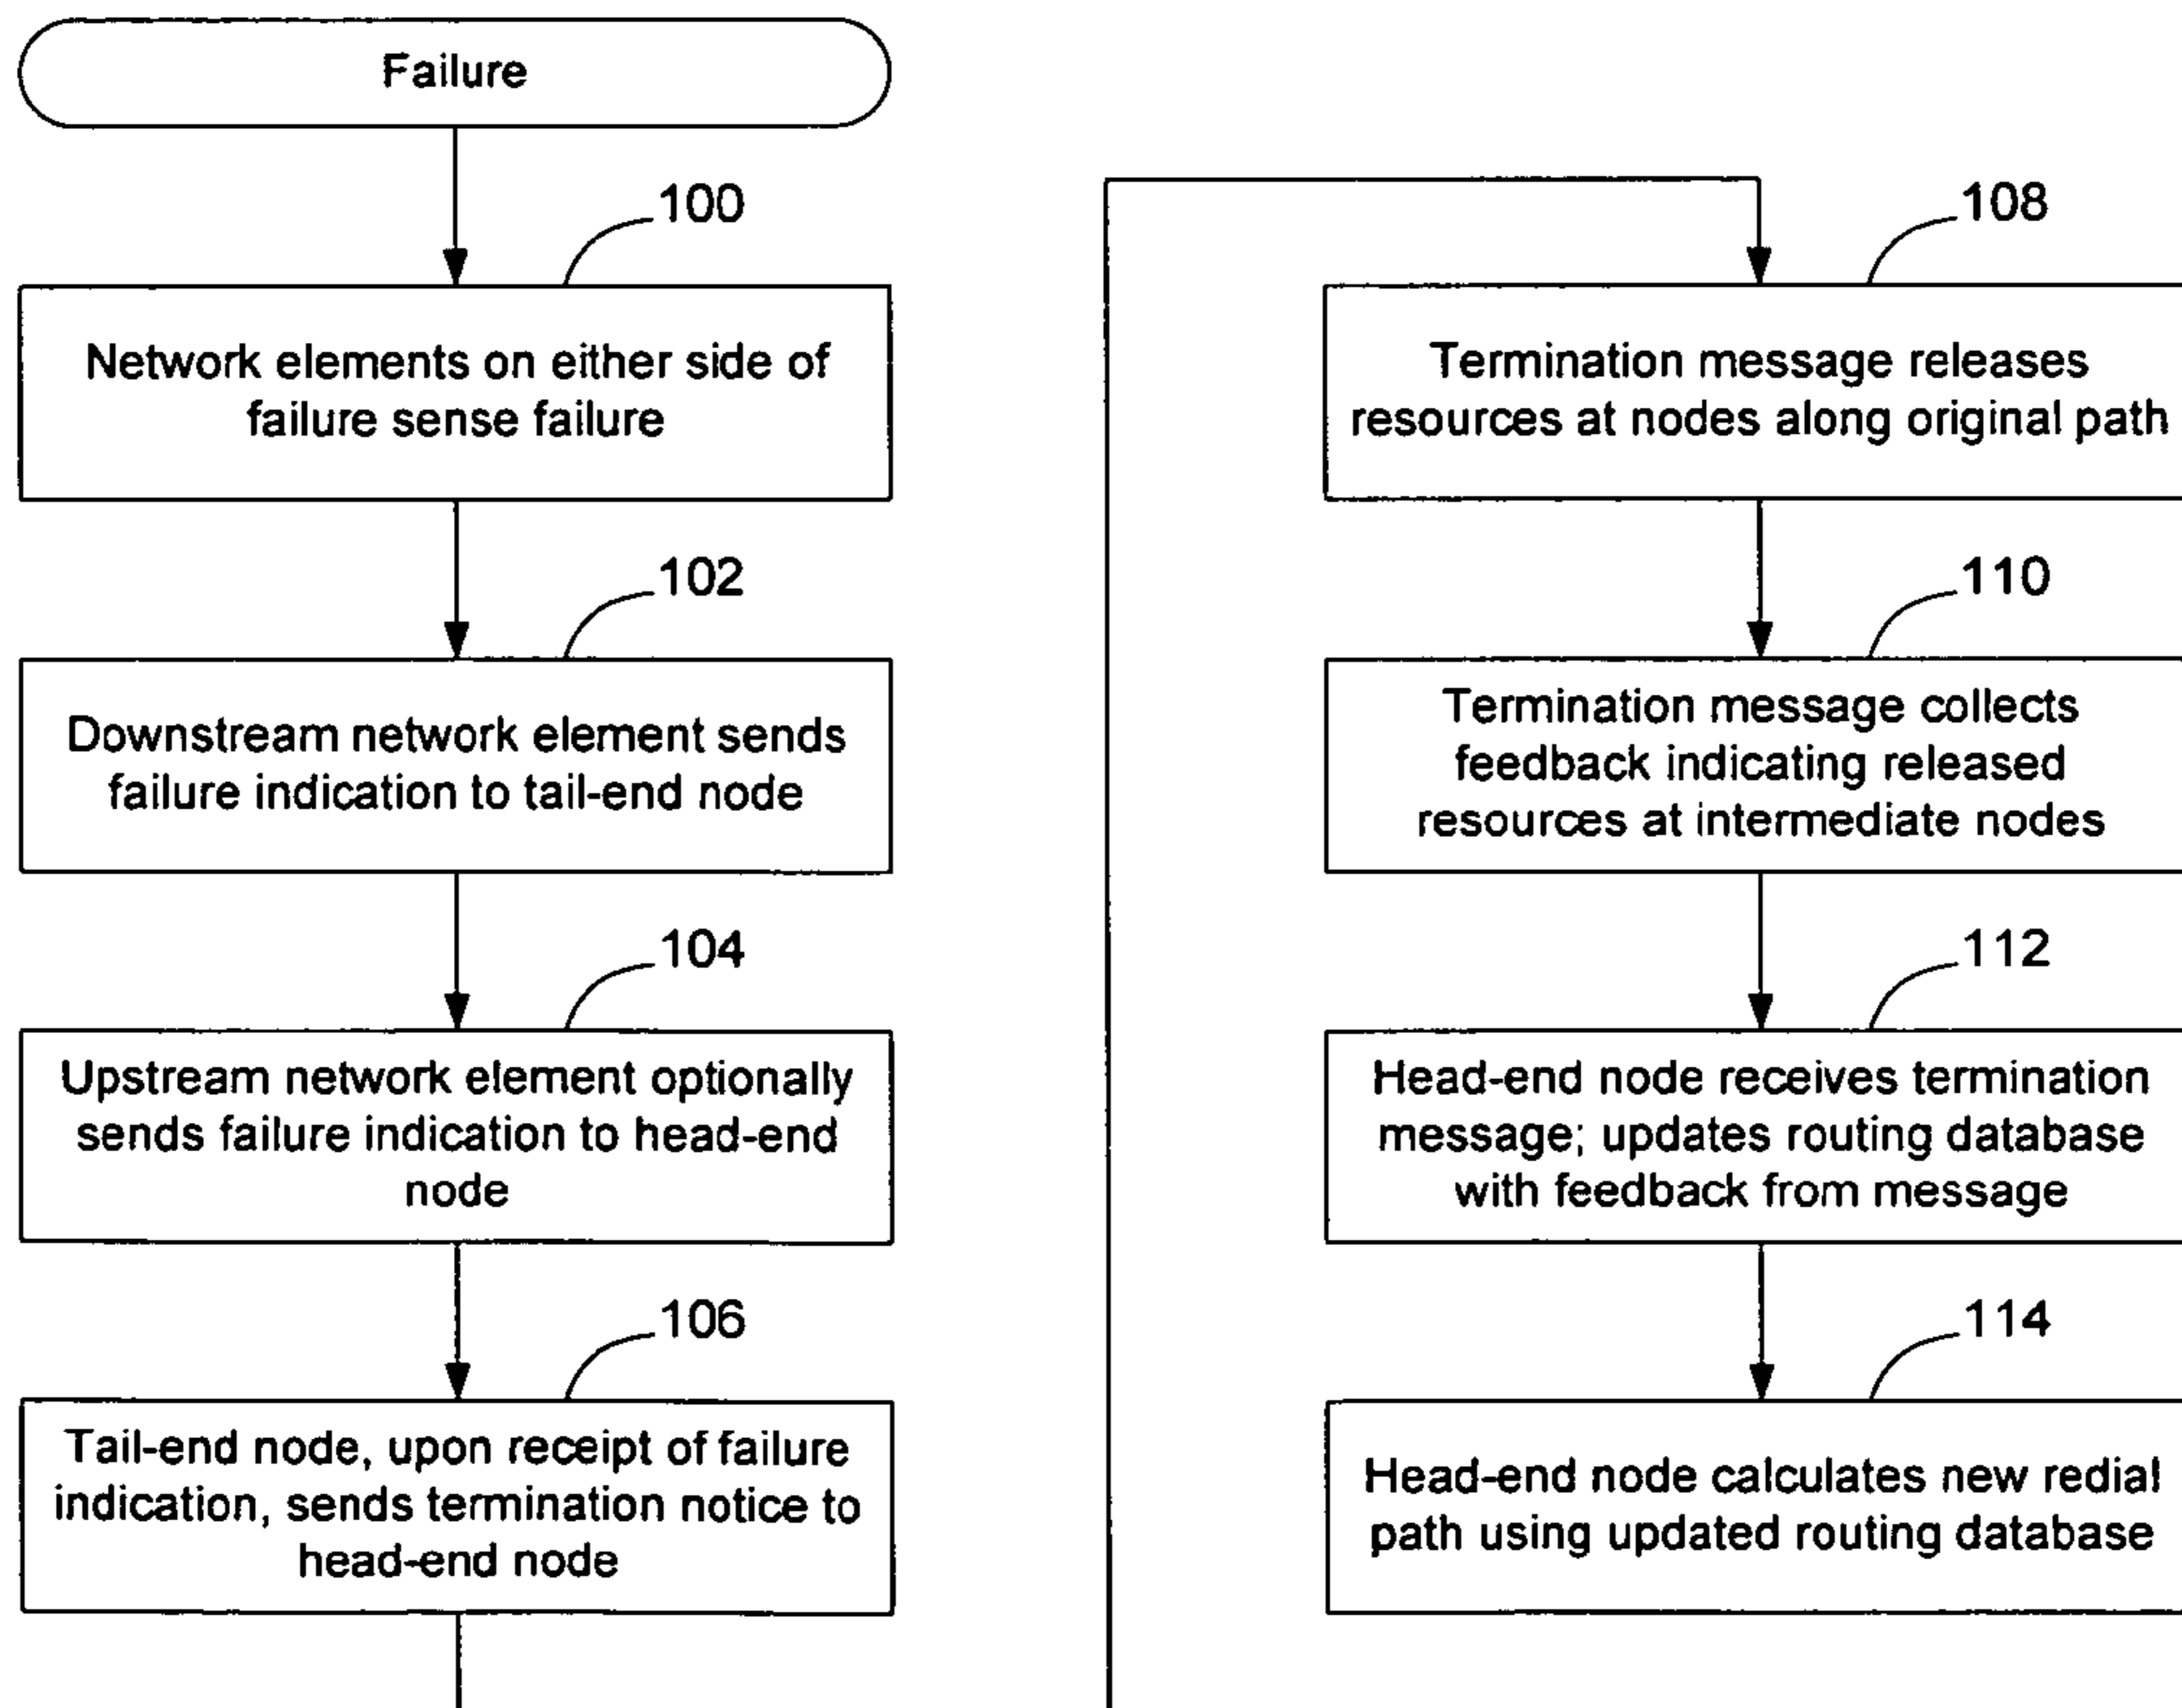 Failure
100
Network elements on either side of
failure sense failure
102
Downstream network element sends
failure indication to tail-end node
104
Upstream network element optionally
sends failure indication to head-end
node
106
Tail-end node, upon receipt of failure
indication, sends termination notice to
head-end node
108
Termination message releases
resources at nodes along original path
110
Termination message collects
feedback indicating released
resources at intermediate nodes
112
Head-end node receives termination
message; updates routing database
with feedback from message
114
Head-end node calculates new redial
path using updated routing database